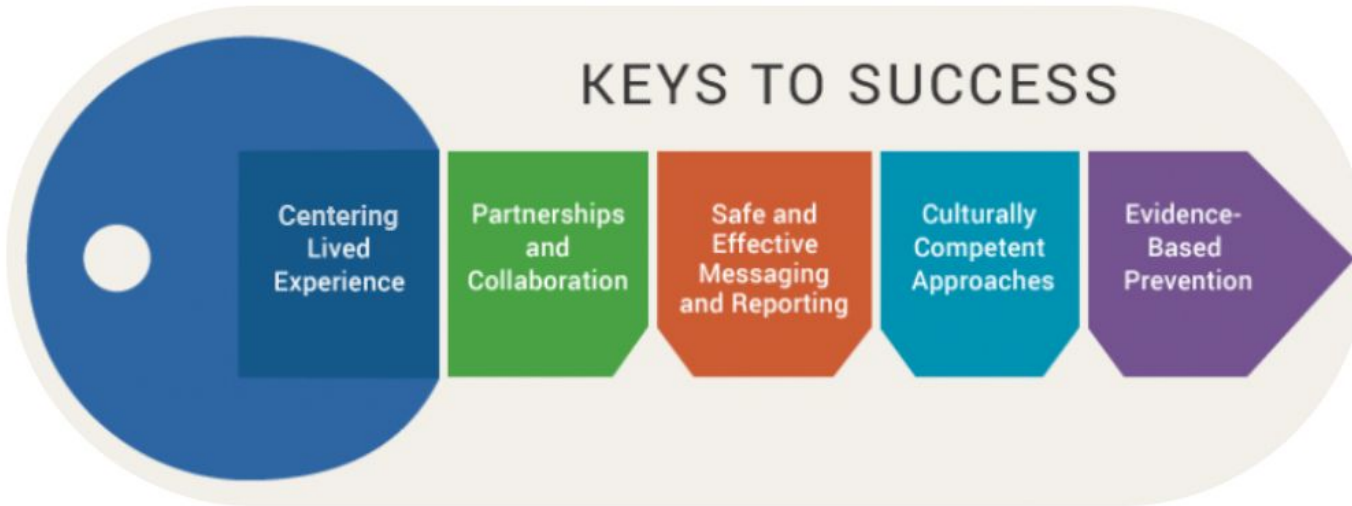 KEYS TO SUCCESS
Centering
Lived
Experience
Partnerships
and
Collaboration
Safe and
Effective
Messaging
and Reporting
Culturally
Competent
Approaches
Evidence-
Based
Prevention